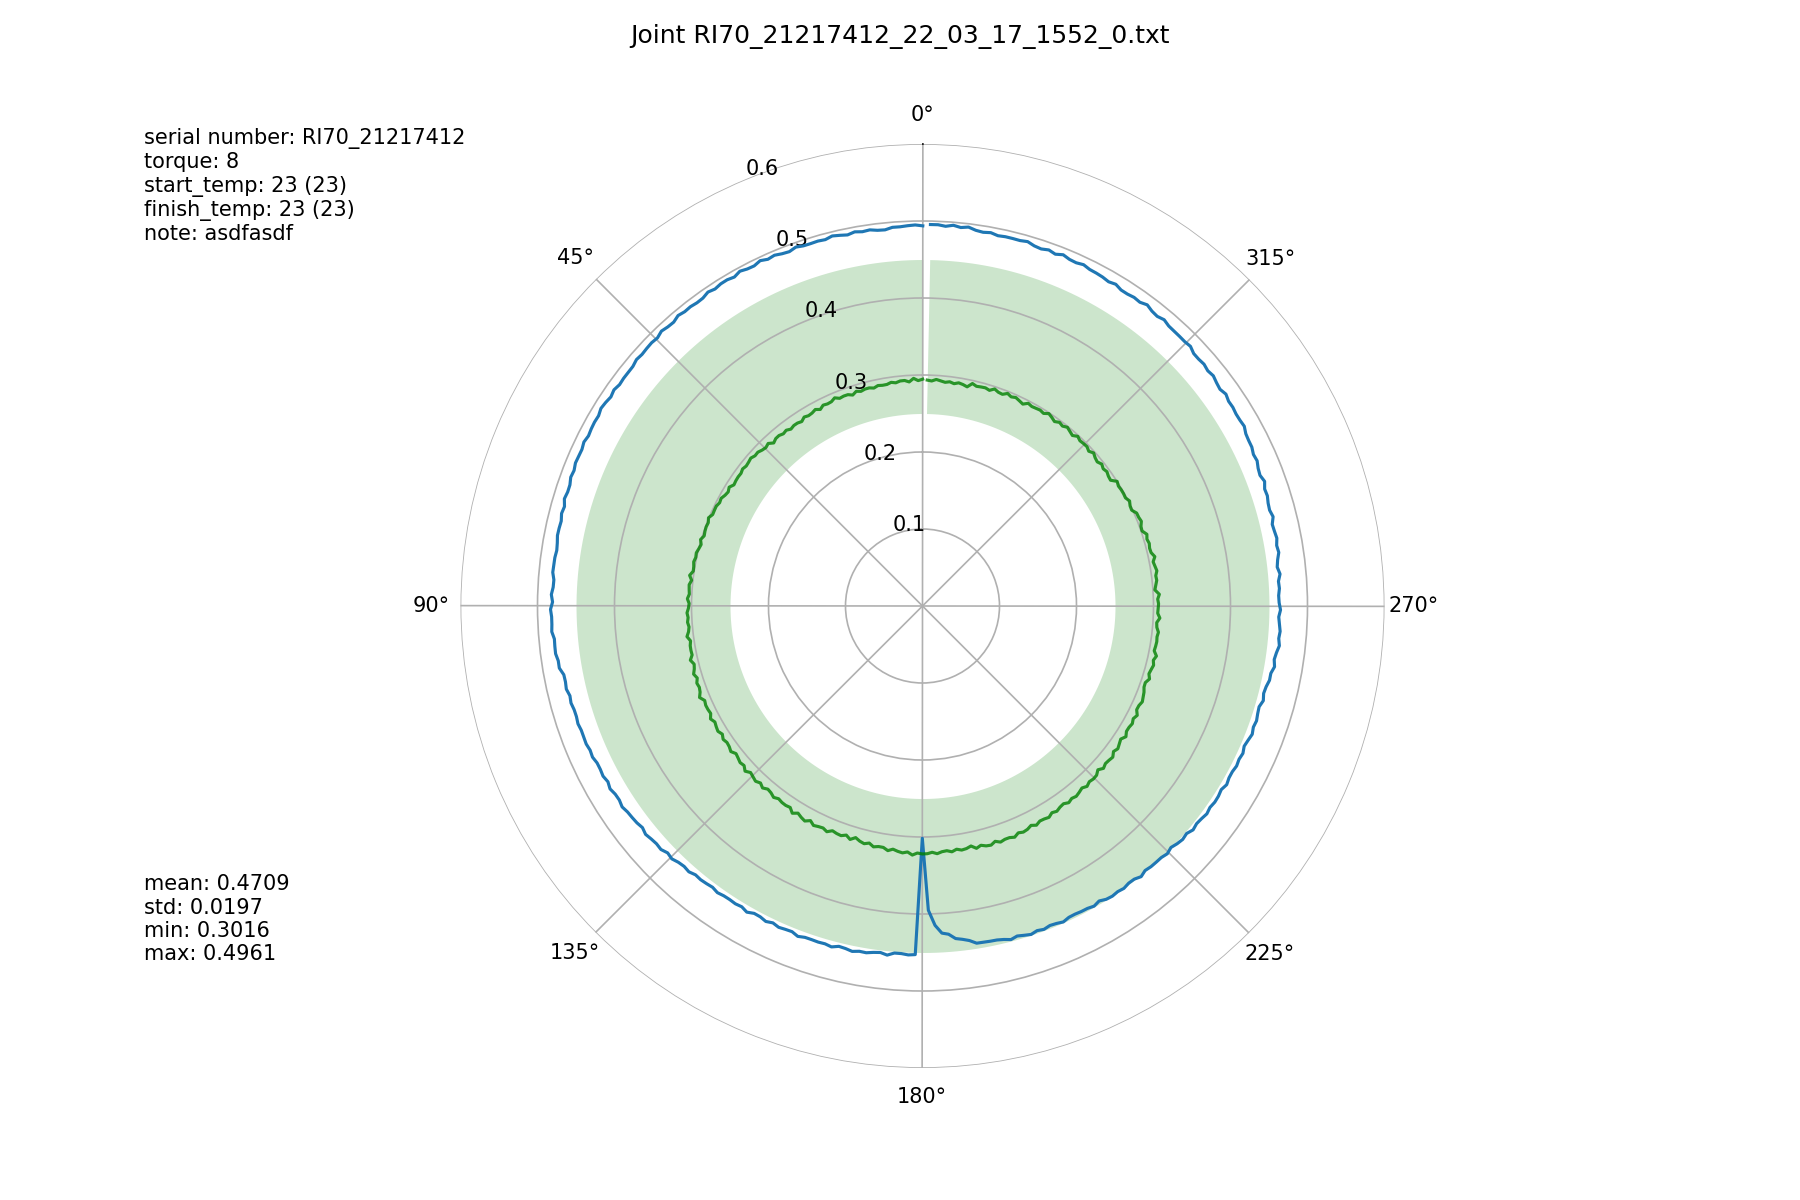 Joint RI70_21217412_22_03_17_1552_0.txt
serial number: RI70_21217412
torque: 8
start_temp: 23 (23)
finish_temp: 23 (23)
note: asdfasdf
0°
0.6
0.5
45°
315°
0.4
0.3
0.2
0.1
90°
270°
mean: 0.4709
std: 0.0197
min: 0.3016
max: 0.4961
135°
225°
180°